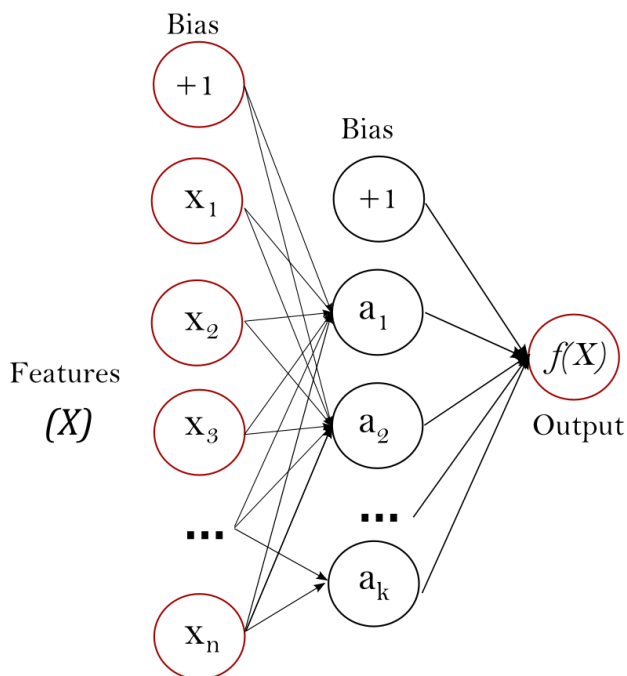 Bias
+1
Bias
x₁
+1
x₂
a₁
Features
(X)
x₃
a₂
f(X)
Output
...
...
xₙ
aₖ